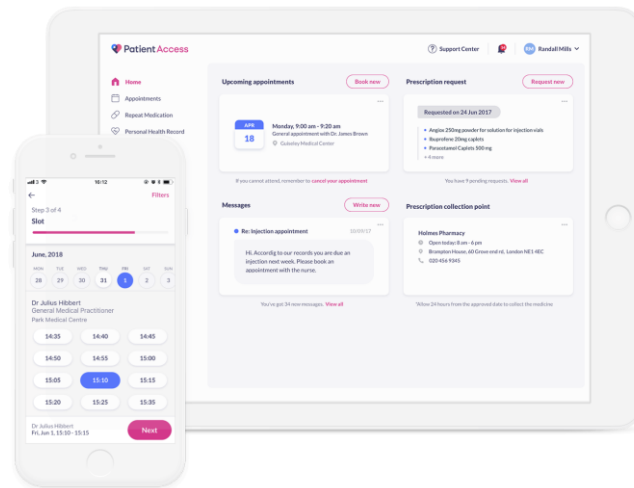 Patient Access
Support Center
Randall Mills
Home
Appointments
Repeat Medication
Personal Health Record
Upcoming appointments
Book new
APR
18
Monday, 9:00 am - 9:20 am
General appointment with Dr. James Brown
Guiseley Medical Center
If you cannot attend, remember to cancel your appointment
Prescription request
Request new
Requested on 24 Jun 2017
Angiox 250mg powder for solution for injection vials
Ibuprofene 20mg caplets
Paracetamol Caplets 500 mg
+ 4 more
You have 9 pending requests. View all
Messages
Write new
Re: Injection appointment
10/09/17
Hi. Accordig to our records you are due an
injection next week. Please book an
appointment with the nurse.
You've got 34 new messages. View all
Prescription collection point
Holmes Pharmacy
Open today: 8 am - 6 pm
Brompton House, 60 Grove end rd, London NE1 4EC
020 456 9345
*Allow 24 hours from the approved date to collect the medicine
16:12
Filters
Step 3 of 4
Slot
June, 2018
MON TUE WED THU FRI SAT SUN
28 29 30 31 1 2 3
Dr Julius Hibbert
General Medical Practitioner
Park Medical Centre
14:35 14:40 14:45
14:50 14:55 15:00
15:05 15:10 15:15
15:20 15:25 15:35
Dr Julius Hibbert
Fri, Jun 1, 15:10 - 15:15
Next